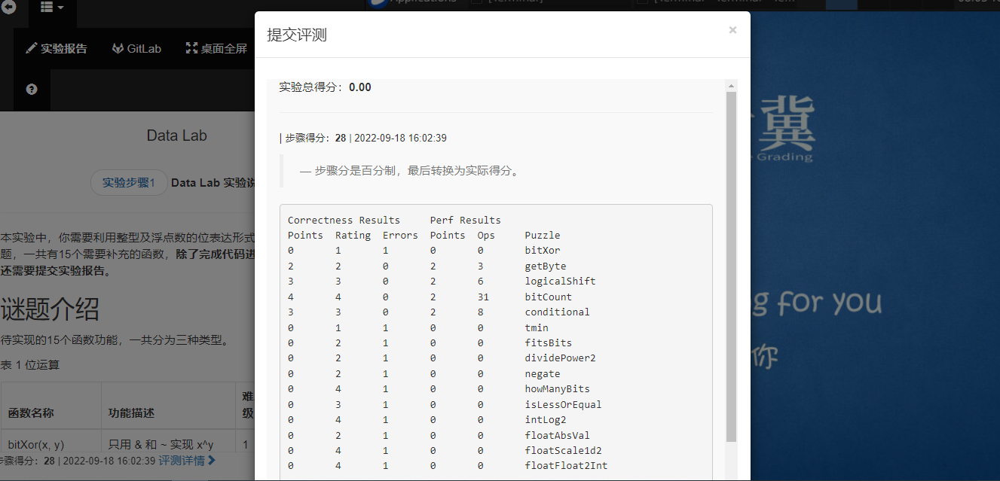 Applications
[Terminal]
[Terminal - Terminal - Te...
实验报告
GitLab
桌面全屏
Data Lab
实验步骤1
Data Lab 实验
本实验中，你需要利用整型及浮点数的位表达形式
题，一共有15个需要补充的函数，除了完成代码进
还需要提交实验报告。
谜题介绍
待实现的15个函数功能，一共分为三种类型。
表 1 位运算
函数名称 功能描述 难
级
bitXor(x, y) 只用 & 和 ~ 实现 x^y 1
步骤得分：28 | 2022-09-18 16:02:39 评测详情
提交评测
×
实验总得分：0.00
| 步骤得分：28 | 2022-09-18 16:02:39
— 步骤分是百分制，最后转换为实际得分。
Correctness Results Perf Results
Points Rating Errors Points Ops Puzzle
0 1 1 0 0 bitXor
2 2 0 2 3 getByte
3 3 0 2 6 logicalShift
4 4 0 2 31 bitCount
3 3 0 2 8 conditional
0 1 1 0 0 tmin
0 2 1 0 0 fitsBits
0 2 1 0 0 dividePower2
0 2 1 0 0 negate
0 4 1 0 0 howManyBits
0 3 1 0 0 isLessOrEqual
0 4 1 0 0 intLog2
0 2 1 0 0 floatAbsVal
0 4 1 0 0 floatScale1d2
0 4 1 0 0 floatFloat2Int
冀
Grading
g for you
你